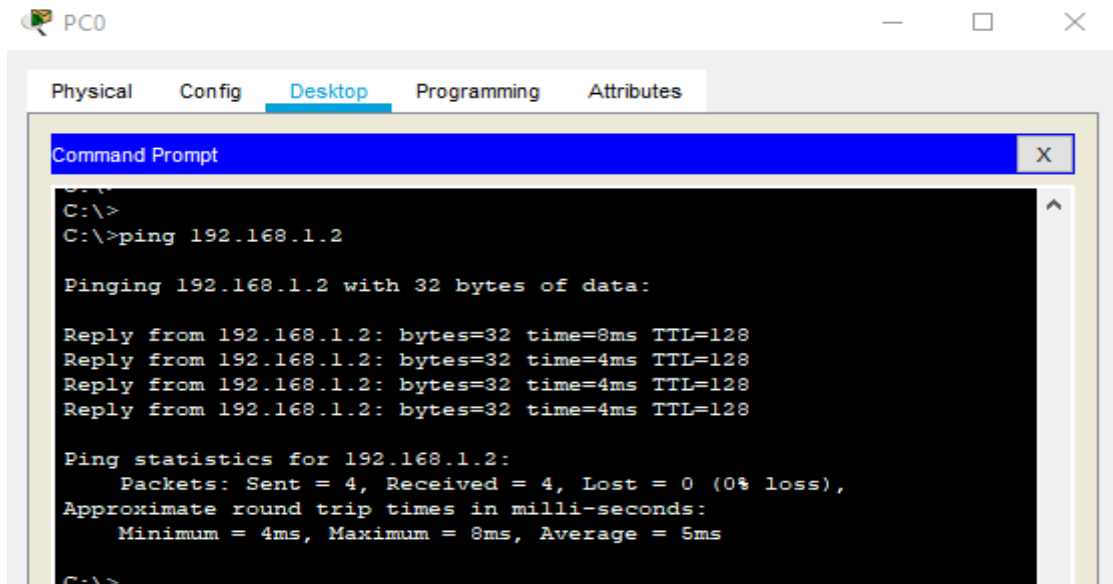 PC0
Physical Config Desktop Programming Attributes
Command Prompt X
C:\>
C:\>ping 192.168.1.2
Pinging 192.168.1.2 with 32 bytes of data:
Reply from 192.168.1.2: bytes=32 time=8ms TTL=128
Reply from 192.168.1.2: bytes=32 time=4ms TTL=128
Reply from 192.168.1.2: bytes=32 time=4ms TTL=128
Reply from 192.168.1.2: bytes=32 time=4ms TTL=128
Ping statistics for 192.168.1.2:
Packets: Sent = 4, Received = 4, Lost = 0 (0% loss),
Approximate round trip times in milli-seconds:
Minimum = 4ms, Maximum = 8ms, Average = 5ms
C:\>